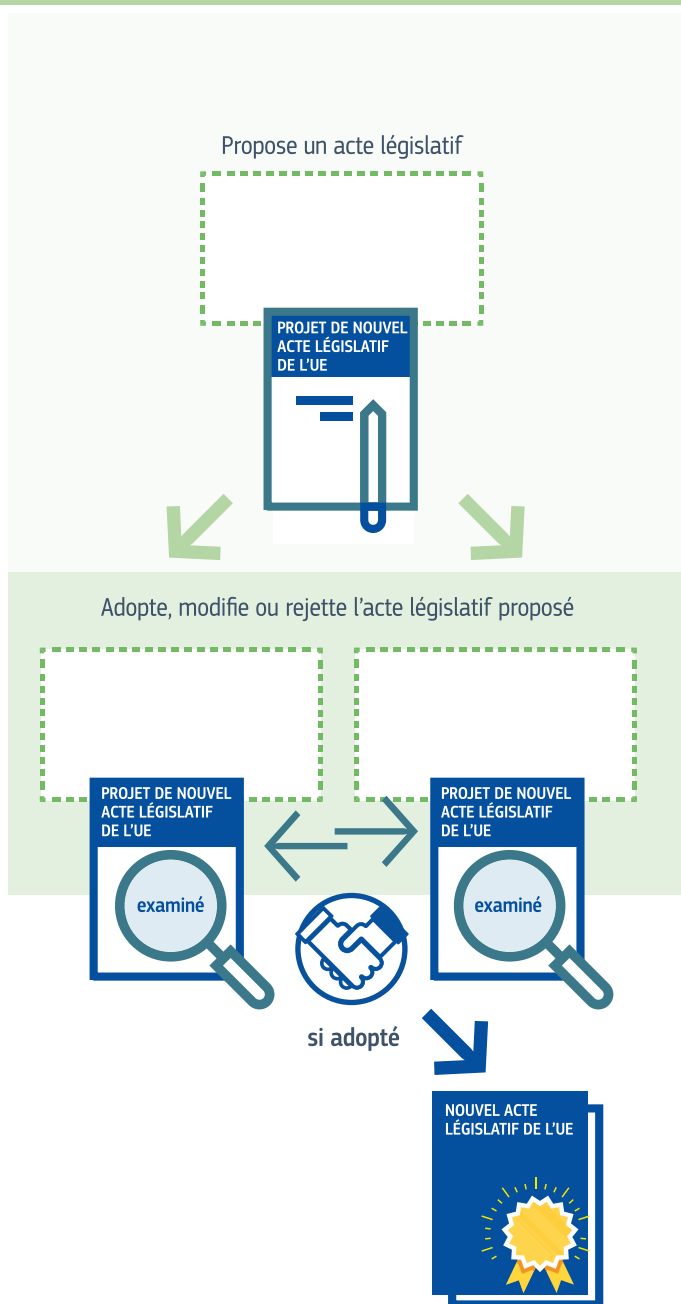 Propose un acte législatif
PROJET DE NOUVEL
ACTE LÉGISLATIF
DE L'UE
Adopte, modifie ou rejette l'acte législatif proposé
PROJET DE NOUVEL
ACTE LÉGISLATIF
DE L'UE
examiné
PROJET DE NOUVEL
ACTE LÉGISLATIF
DE L'UE
examiné
si adopté
NOUVEL ACTE
LÉGISLATIF DE L'UE